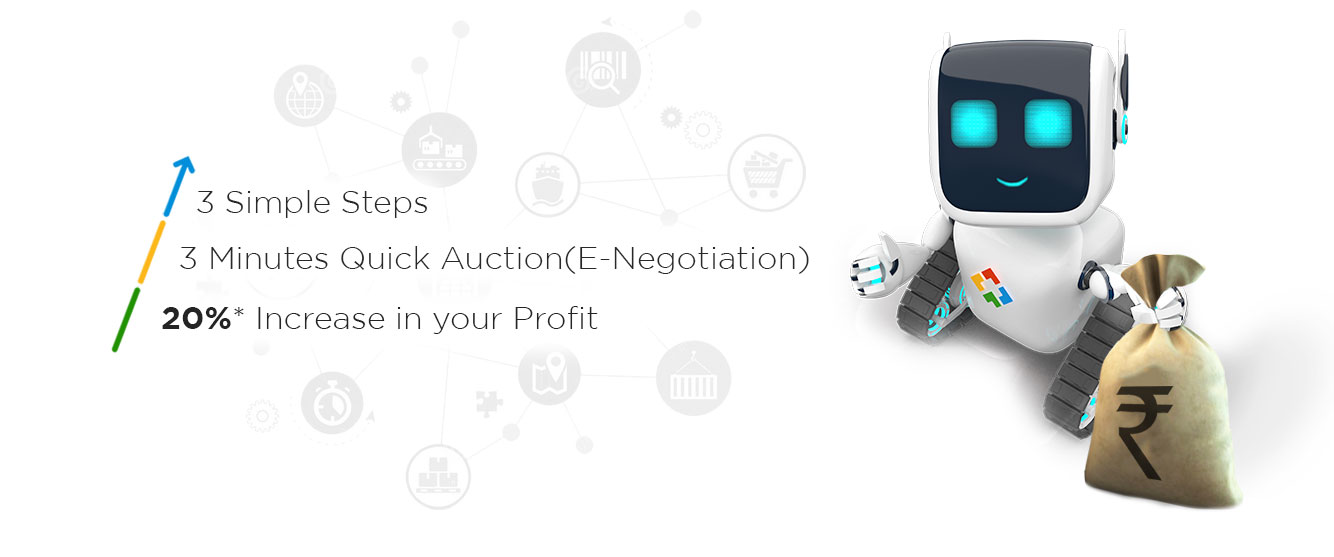 3 Simple Steps
3 Minutes Quick Auction(E-Negotiation)
20%* Increase in your Profit
₹